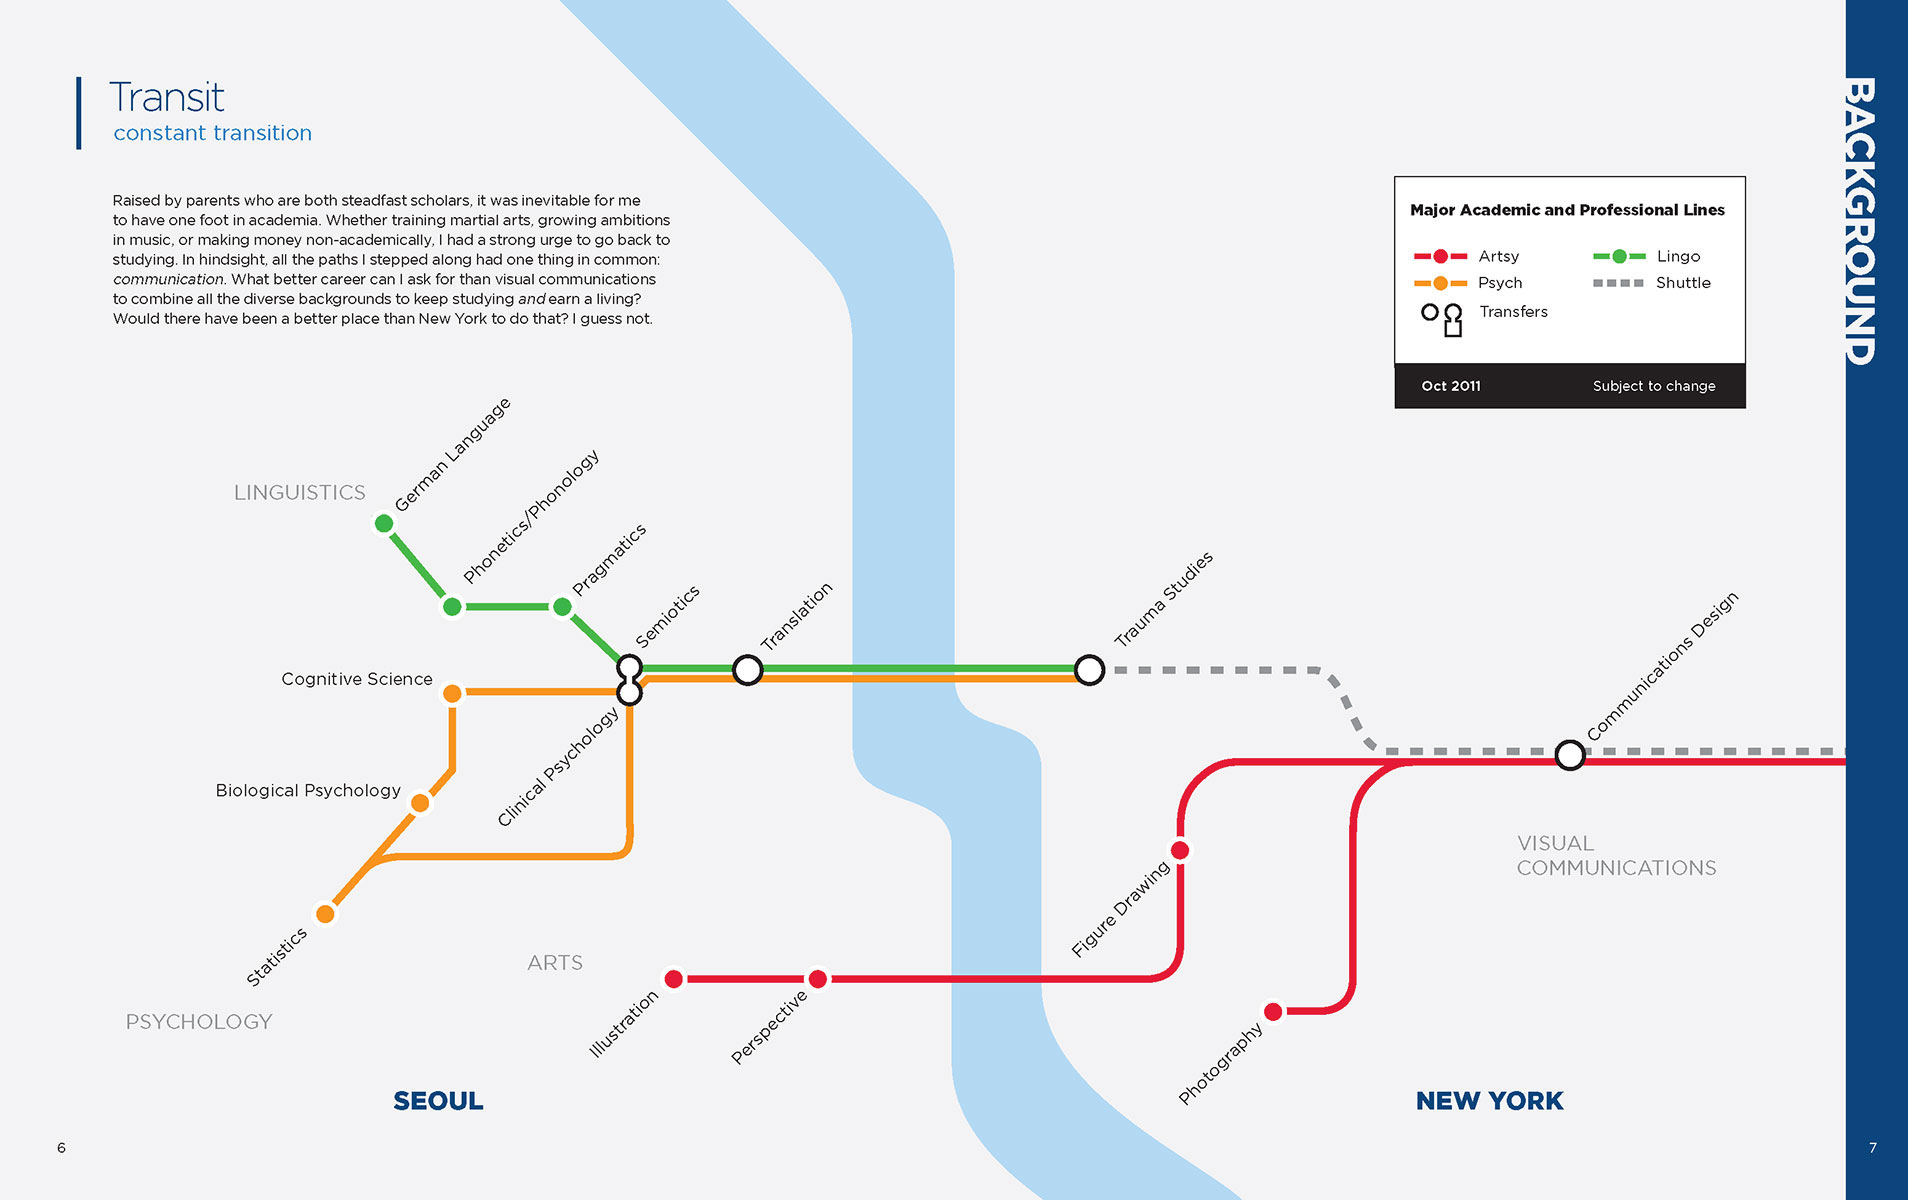 Transit
constant transition
Raised by parents who are both steadfast scholars, it was inevitable for me
to have one foot in academia. Whether training martial arts, growing ambitions
in music, or making money non-academically, I had a strong urge to go back to
studying. In hindsight, all the paths I stepped along had one thing in common:
communication. What better career can I ask for than visual communications
to combine all the diverse backgrounds to keep studying and earn a living?
Would there have been a better place than New York to do that? I guess not.
BACKGROUND
Major Academic and Professional Lines
Artsy
Lingo
Psych
Shuttle
Transfers
Oct 2011
Subject to change
LINGUISTICS
German Language
Phonetics/Phonology
Pragmatics
Semiotics
Translation
Trauma Studies
Communications Design
Cognitive Science
Biological Psychology
Clinical Psychology
Statistics
PSYCHOLOGY
ARTS
Illustration
Perspective
Figure Drawing
Photography
VISUAL
COMMUNICATIONS
SEOUL
NEW YORK
6
7